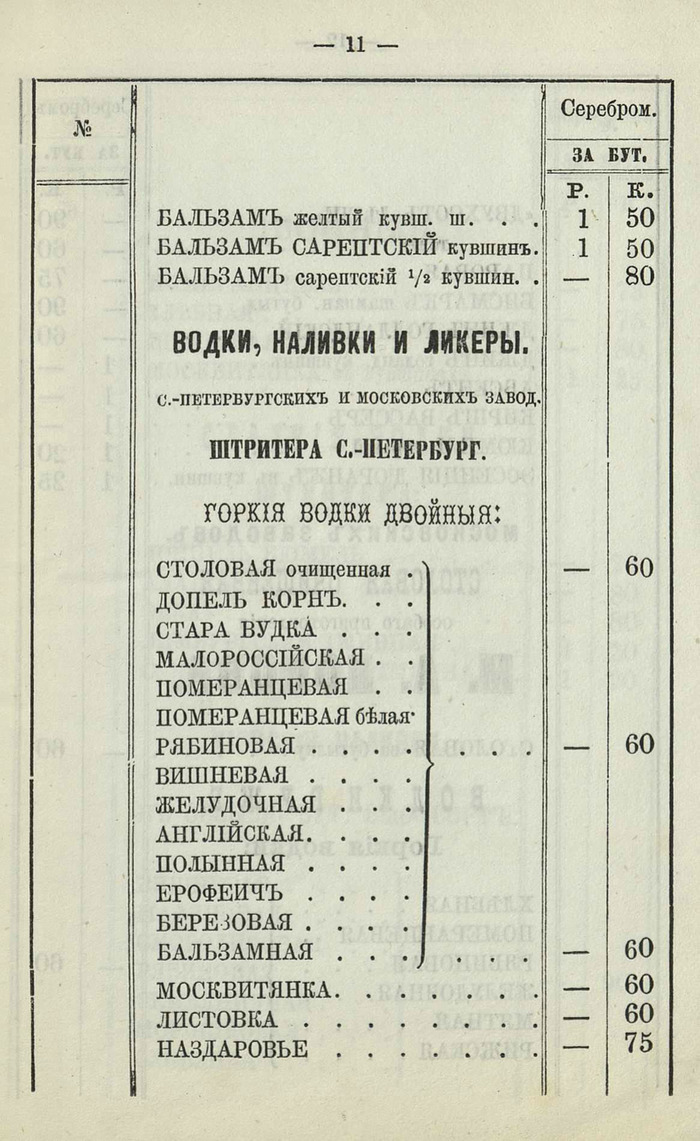 — 11 —
№
Серебром.
ЗА БУТ.
Р. К.
БАЛЬЗАМЪ желтый кувш. ш. . . 1 50
БАЛЬЗАМЪ САРЕПТСКІЙ кувшинъ. 1 50
БАЛЬЗАМЪ сарептскій ½ кувшин. . — 80
ВОДКИ, НАЛИВКИ И ЛИКЕРЫ.
С.-ПЕТЕРБУРГСКИХЪ И МОСКОВСКИХЪ ЗАВОД.
ШТРИТЕРА С.-ПЕТЕРБУРГ.
ГОРКІЯ ВОДКИ ДВОЙНЫЯ:
СТОЛОВАЯ очищенная . — 60
ДОПЕЛЬ КОРНЪ. . .
СТАРА ВУДКА . . .
МАЛОРОССІЙСКАЯ . .
ПОМЕРАНЦЕВАЯ . .
ПОМЕРАНЦЕВАЯ бѣлая·
РЯБИНОВАЯ . . . . . . . — 60
ВИШНЕВАЯ . . . .
ЖЕЛУДОЧНАЯ . . .
АНГЛІЙСКАЯ. . . .
ПОЛЫННАЯ . . . .
ЕРОФЕИЧЪ . . . .
БЕРЕЗОВАЯ . . . .
БАЛЬЗАМНАЯ . . . . . . . — 60
МОСКВИТЯНКА. . . . . . . — 60
ЛИСТОВКА . . . . . . . . — 60
НАЗДАРОВЬЕ . . . . . . . — 75